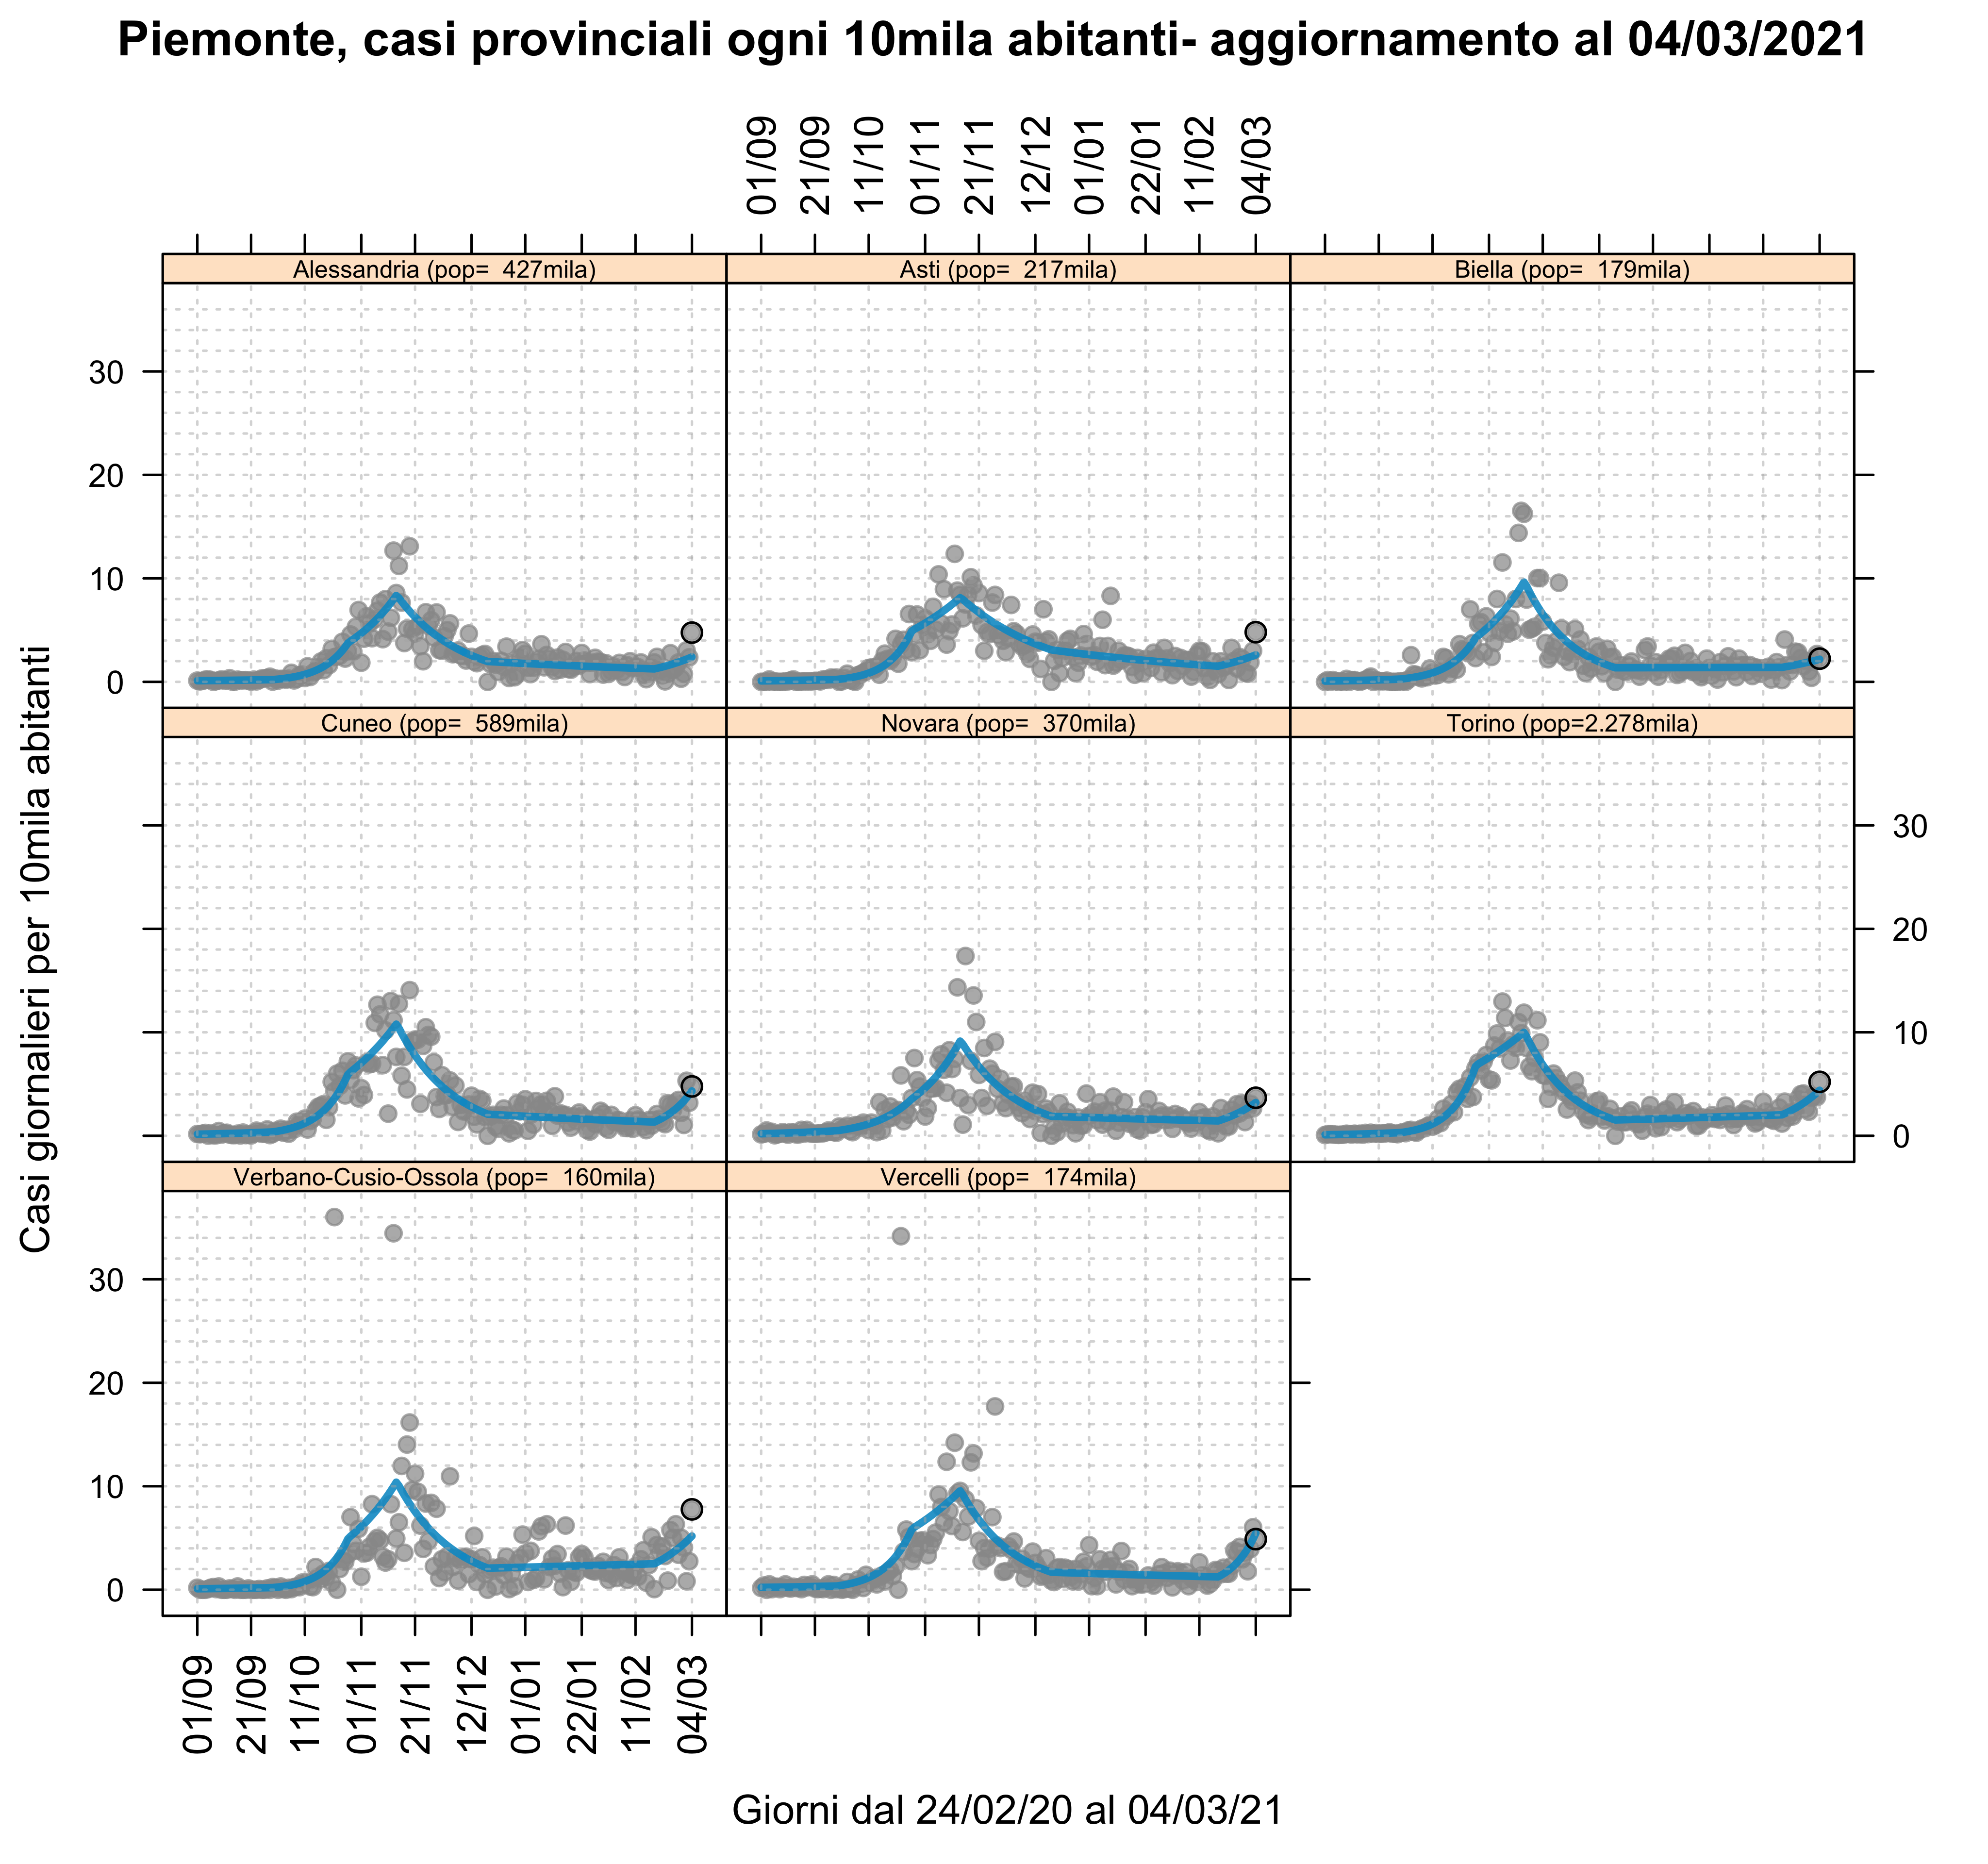 Piemonte, casi provinciali ogni 10mila abitanti- aggiornamento al 04/03/2021
01/09 21/09 11/10 01/11 21/11 12/12 01/01 22/01 11/02 04/03
Alessandria (pop=  427mila)
Asti (pop=  217mila)
Biella (pop=  179mila)
30
20
10
0
Cuneo (pop=  589mila)
Novara (pop=  370mila)
Torino (pop=2.278mila)
30
20
10
0
Verbano-Cusio-Ossola (pop=  160mila)
Vercelli (pop=  174mila)
30
20
10
0
Casi giornalieri per 10mila abitanti
01/09 21/09 11/10 01/11 21/11 12/12 01/01 22/01 11/02 04/03
Giorni dal 24/02/20 al 04/03/21